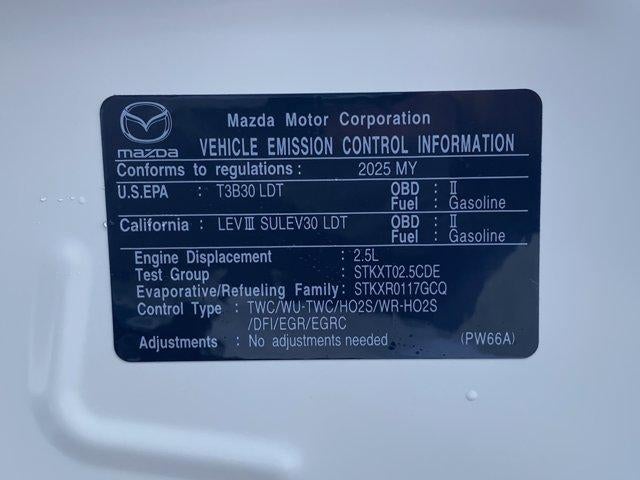 Mazda Motor Corporation
mazda
VEHICLE EMISSION CONTROL INFORMATION
Conforms to regulations : 2025 MY
U.S.EPA : T3B30 LDT OBD : II
Fuel : Gasoline
California : LEVIII SULEV30 LDT OBD : II
Fuel : Gasoline
Engine Displacement : 2.5L
Test Group : STKXT02.5CDE
Evaporative/Refueling Family: STKXR0117GCQ
Control Type : TWC/WU-TWC/HO2S/WR-HO2S
/DFI/EGR/EGRC
Adjustments : No adjustments needed (PW66A)